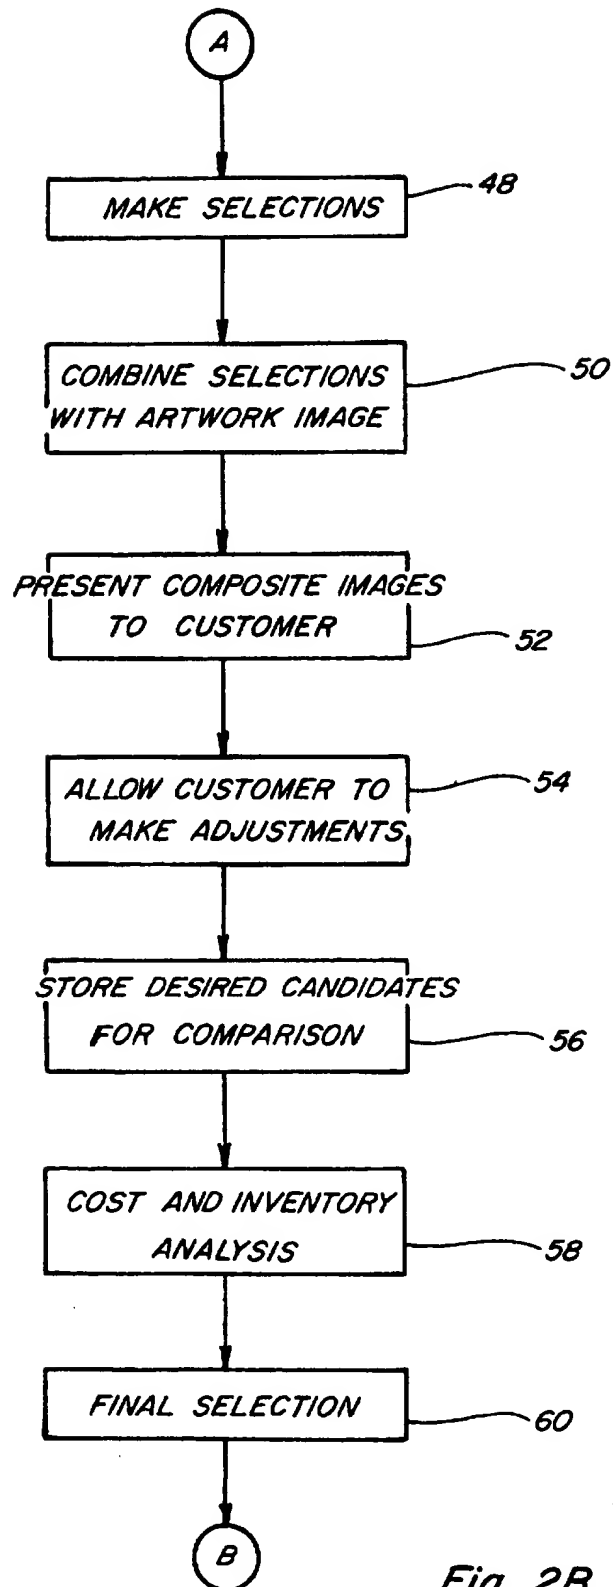 A
MAKE SELECTIONS
48
COMBINE SELECTIONS
WITH ARTWORK IMAGE
50
PRESENT COMPOSITE IMAGES
TO CUSTOMER
52
ALLOW CUSTOMER TO
MAKE ADJUSTMENTS
54
STORE DESIRED CANDIDATES
FOR COMPARISON
56
COST AND INVENTORY
ANALYSIS
58
FINAL SELECTION
60
B
Fig. 2B